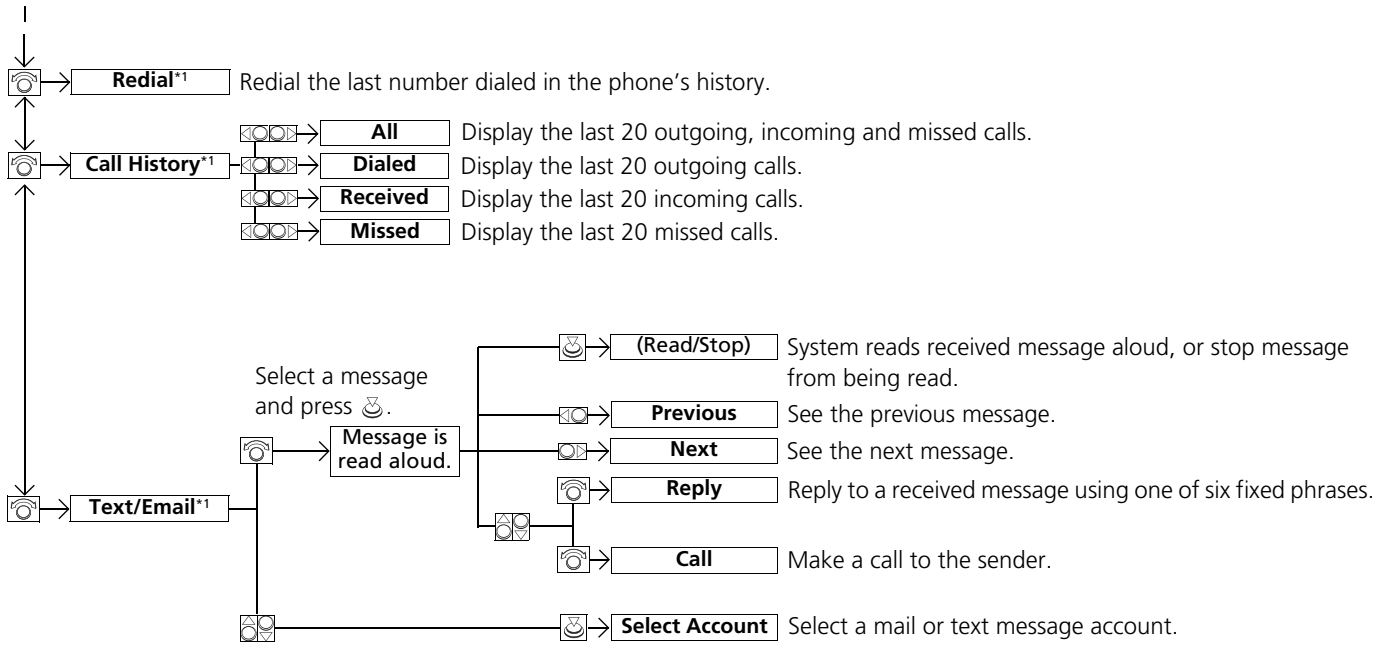 Redial*1 Redial the last number dialed in the phone's history.
Call History*1
All Display the last 20 outgoing, incoming and missed calls.
Dialed Display the last 20 outgoing calls.
Received Display the last 20 incoming calls.
Missed Display the last 20 missed calls.
Text/Email*1
Select a message
and press .
Message is
read aloud.
(Read/Stop) System reads received message aloud, or stop message
from being read.
Previous See the previous message.
Next See the next message.
Reply Reply to a received message using one of six fixed phrases.
Call Make a call to the sender.
Select Account Select a mail or text message account.